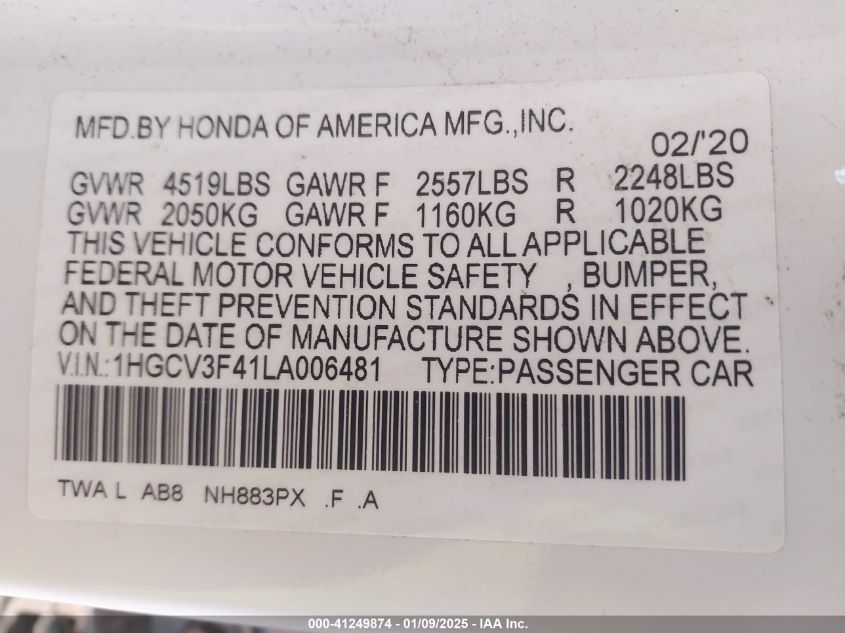 MFD.BY HONDA OF AMERICA MFG.,INC.
02/'20
GVWR 4519LBS GAWR F 2557LBS R 2248LBS
GVWR 2050KG GAWR F 1160KG R 1020KG
THIS VEHICLE CONFORMS TO ALL APPLICABLE
FEDERAL MOTOR VEHICLE SAFETY , BUMPER,
AND THEFT PREVENTION STANDARDS IN EFFECT
ON THE DATE OF MANUFACTURE SHOWN ABOVE.
V.I.N.:1HGCV3F41LA006481 TYPE:PASSENGER CAR
TWA L AB8 NH883PX .F .A
000-41249874 - 01/09/2025 - IAA Inc.